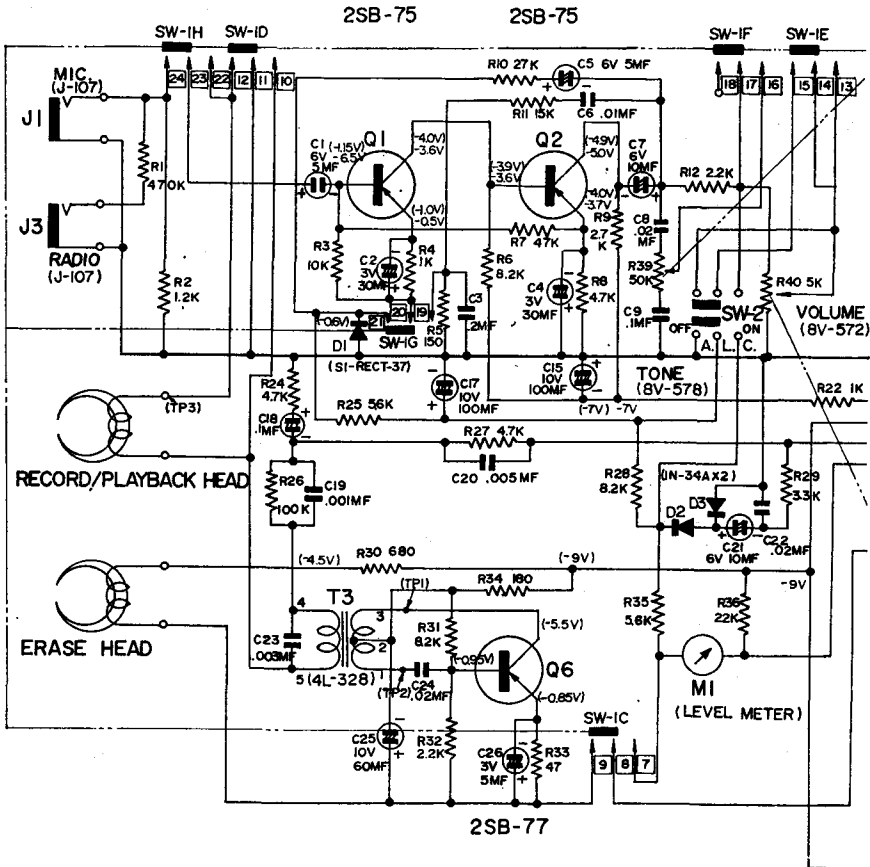 2SB-75 2SB-75
SW-1H SW-1D SW-1F SW-1E
MIC.
(J-107)
J1
24 23 22 12 11 10
18 17 16 15 14 13
R10 27K
C5 6V 5MF
R11 15K
C6 .01MF
R1
470K
J3
RADIO
(J-107)
R2
1.2K
C1
6V
5MF
(-1.15V)
-6.5V
Q1
(-4.0V)
-3.6V
(-1.0V)
-0.5V
R3
10K
C2
3V
30MF
R4
1K
(-3.9V)
-3.6V
Q2
(-4.9V)
-5.0V
(-4.0V
-3.7V)
C7
6V
10MF
R12 2.2K
R9
2.7
K
C8
.02
MF
R7 47K
R6
8.2K
C4
3V
30MF
R8
4.7K
R39
50K
C9
.1MF
R40 5K
SW-2
OFF ON
A. L. C.
VOLUME
(8V-572)
(-0.6V) 21 20 19
D1
SW-1G
(SI-RECT-37)
R5
150
C3
.2MF
TONE
(8V-578)
R24
4.7K
C18
.1MF
C17
10V
100MF
C15
10V
100MF
(-7V) -7V
R22 1K
(TP3)
R25 5.6K
R27 4.7K
C20 .005MF
RECORD/PLAYBACK HEAD
R26
100K
C19
.001MF
R28
8.2K
(1N-34AX2)
D3
D2
C21
6V 10MF
C22
.02MF
R29
3.3K
(-4.5V)
R30 680
(-9V)
-9V
R34 180
(TP1)
T3
4 3
2
5 1
(4L-328)
C23
.003MF
(TP2)
R31
8.2K
(-0.95V)
C24
.02MF
(-5.5V)
Q6
(-0.85V)
R35
5.6K
R36
22K
M1
(LEVEL METER)
ERASE HEAD
C25
10V
60MF
R32
2.2K
C26
3V
5MF
R33
47
SW-1C
9 8 7
2SB-77